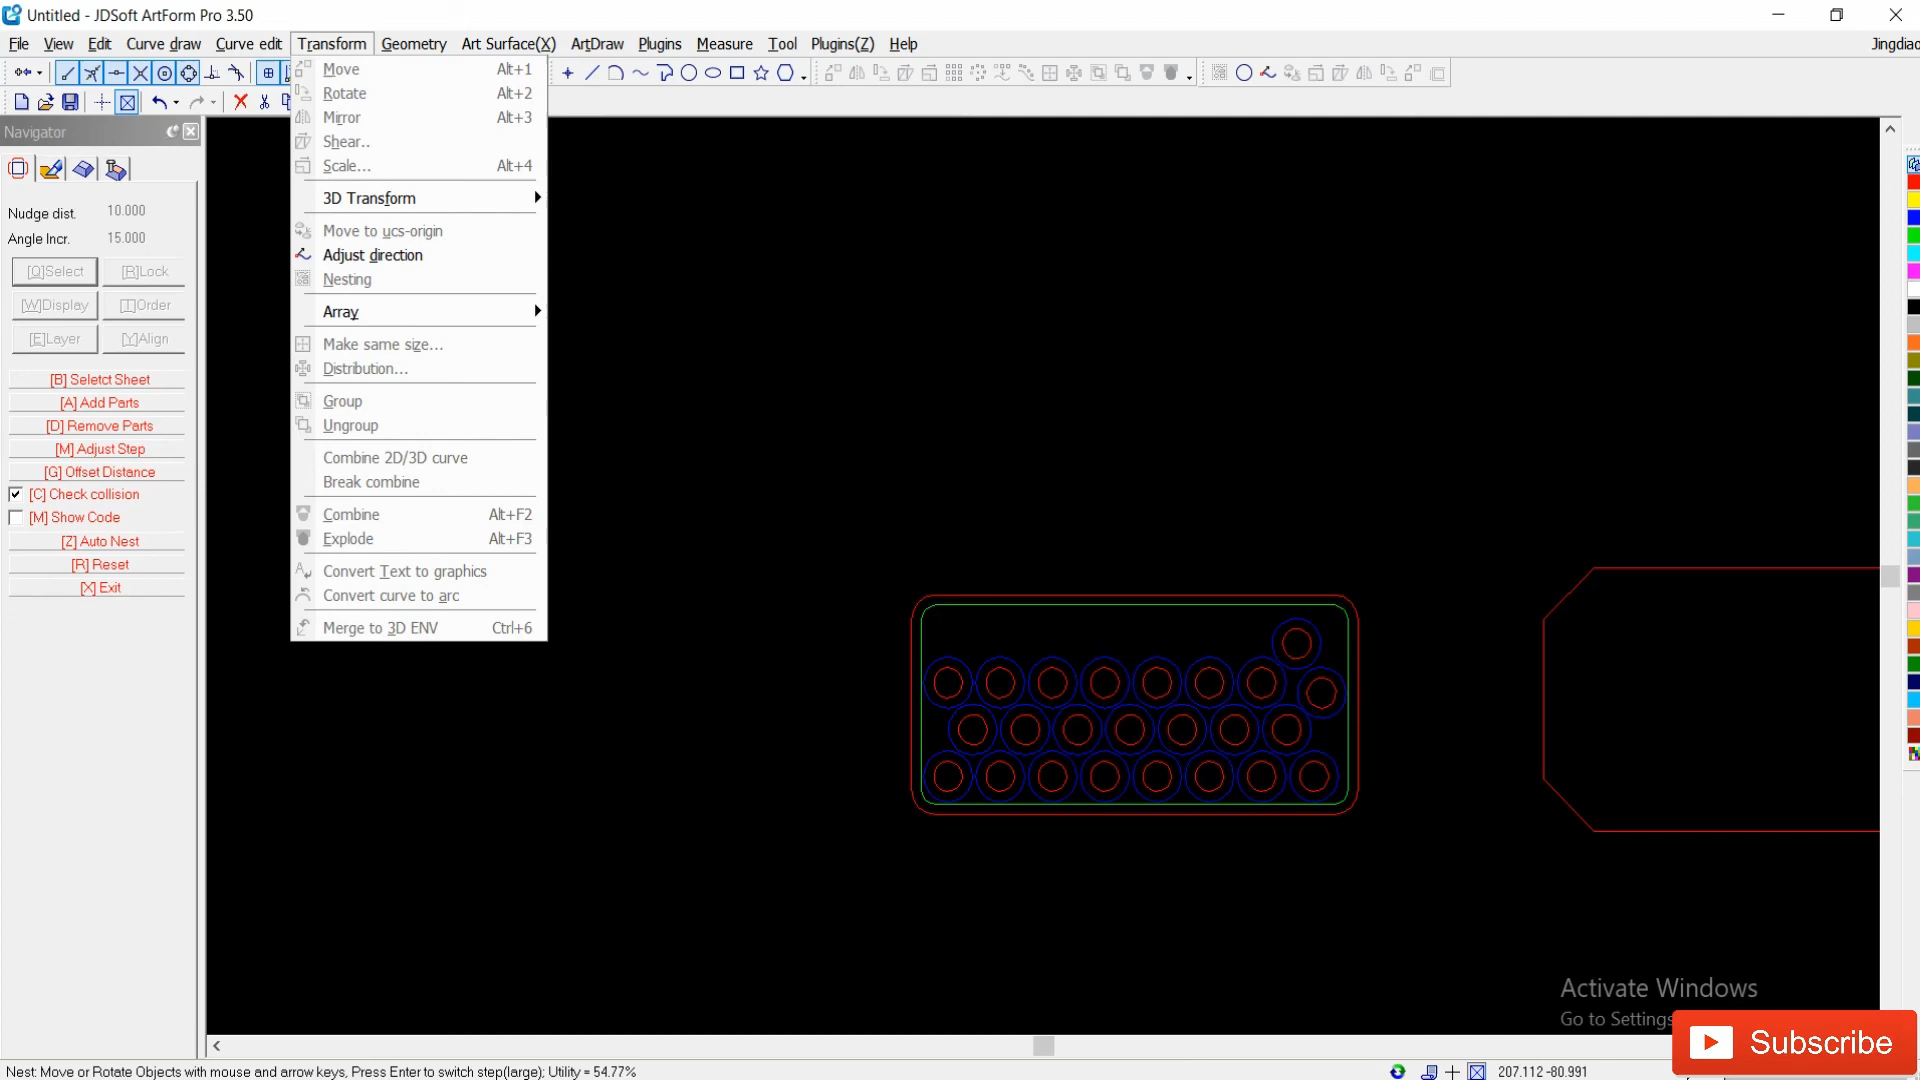 Untitled - JDSoft ArtForm Pro 3.50
File View Edit Curve draw Curve edit Transform Geometry Art Surface(X) ArtDraw Plugins Measure Tool Plugins(Z) Help Jingdiao
Navigator
Nudge dist. 10.000
Angle Incr. 15.000
[Q]Select [R]Lock
[W]Display [T]Order
[E]Layer [Y]Align
[B] Seletct Sheet
[A] Add Parts
[D] Remove Parts
[M] Adjust Step
[G] Offset Distance
[C] Check collision
[M] Show Code
[Z] Auto Nest
[R] Reset
[X] Exit
Move Alt+1
Rotate Alt+2
Mirror Alt+3
Shear..
Scale... Alt+4
3D Transform
Move to ucs-origin
Adjust direction
Nesting
Array
Make same size...
Distribution...
Group
Ungroup
Combine 2D/3D curve
Break combine
Combine Alt+F2
Explode Alt+F3
Convert Text to graphics
Convert curve to arc
Merge to 3D ENV Ctrl+6
Activate Windows
Go to Settings
Subscribe
Nest: Move or Rotate Objects with mouse and arrow keys, Press Enter to switch step(large); Utility = 54.77%
207.112 -80.991